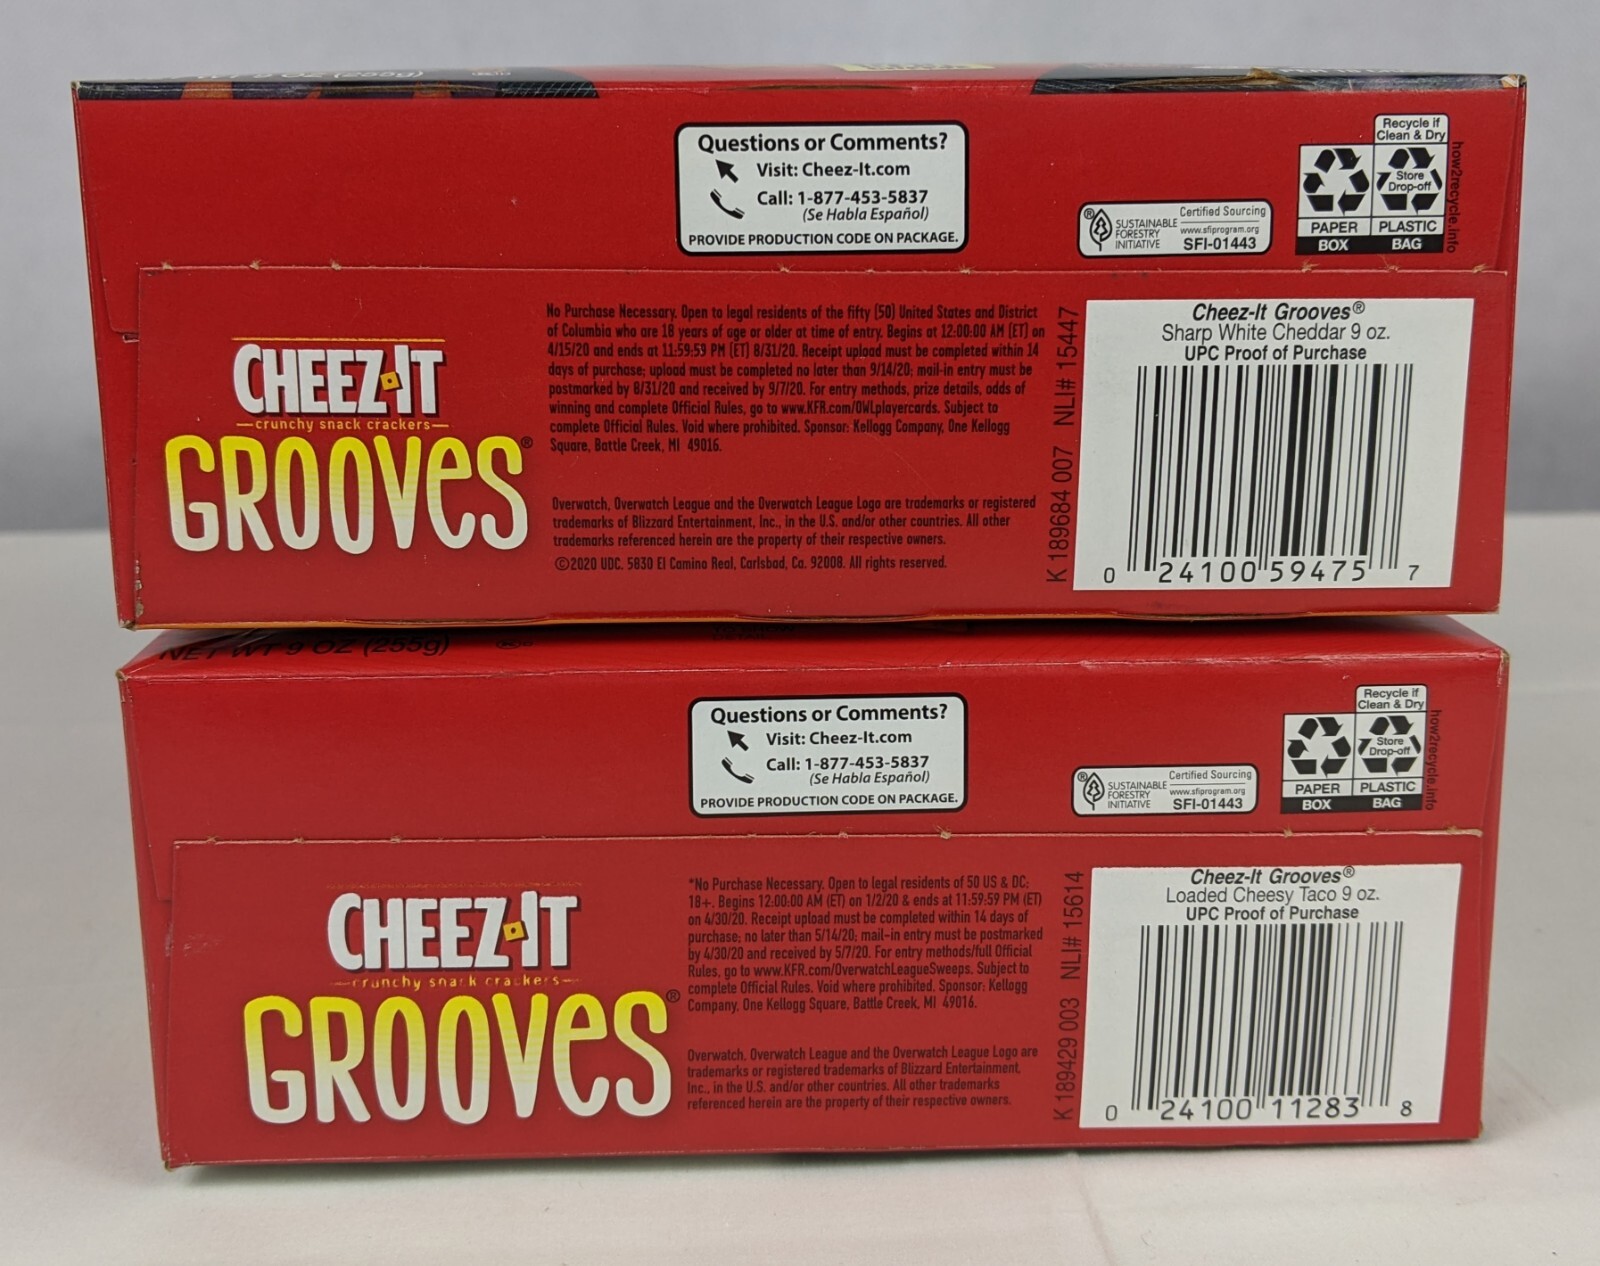 Questions or Comments?
Visit: Cheez-It.com
Call: 1-877-453-5837
(Se Habla Español)
PROVIDE PRODUCTION CODE ON PACKAGE.
® SUSTAINABLE
FORESTRY
INITIATIVE
Certified Sourcing
www.sfiprogram.org
SFI-01443
Recycle if
Clean & Dry
Store
Drop-off
PAPER
BOX
PLASTIC
BAG
how2recycle.info
CHEEZ-IT
crunchy snack crackers
GROOVES®
No Purchase Necessary. Open to legal residents of the fifty (50) United States and District
of Columbia who are 18 years of age or older at time of entry. Begins at 12:00:00 AM (ET) on
4/15/20 and ends at 11:59:59 PM (ET) 8/31/20. Receipt upload must be completed within 14
days of purchase; upload must be completed no later than 9/14/20; mail-in entry must be
postmarked by 8/31/20 and received by 9/7/20. For entry methods, prize details, odds of
winning and complete Official Rules, go to www.KFR.com/OWLplayercards. Subject to
complete Official Rules. Void where prohibited. Sponsor: Kellogg Company, One Kellogg
Square, Battle Creek, MI 49016.
Overwatch, Overwatch League and the Overwatch League Logo are trademarks or registered
trademarks of Blizzard Entertainment, Inc., in the U.S. and/or other countries. All other
trademarks referenced herein are the property of their respective owners.
©2020 UDC. 5830 El Camino Real, Carlsbad, Ca. 92008. All rights reserved.
K 189684 007 NLI# 15447
Cheez-It Grooves®
Sharp White Cheddar 9 oz.
UPC Proof of Purchase
0 24100 59475 7
NET WT 9 OZ (255g)
Questions or Comments?
Visit: Cheez-It.com
Call: 1-877-453-5837
(Se Habla Español)
PROVIDE PRODUCTION CODE ON PACKAGE.
® SUSTAINABLE
FORESTRY
INITIATIVE
Certified Sourcing
www.sfiprogram.org
SFI-01443
Recycle if
Clean & Dry
Store
Drop-off
PAPER
BOX
PLASTIC
BAG
how2recycle.info
CHEEZ-IT
crunchy snack crackers
GROOVES®
*No Purchase Necessary. Open to legal residents of 50 US & DC;
18+. Begins 12:00:00 AM (ET) on 1/2/20 & ends at 11:59:59 PM (ET)
on 4/30/20. Receipt upload must be completed within 14 days of
purchase; no later than 5/14/20; mail-in entry must be postmarked
by 4/30/20 and received by 5/7/20. For entry methods/full Official
Rules, go to www.KFR.com/OverwatchLeagueSweeps. Subject to
complete Official Rules. Void where prohibited. Sponsor: Kellogg
Company, One Kellogg Square, Battle Creek, MI 49016.
Overwatch, Overwatch League and the Overwatch League Logo are
trademarks or registered trademarks of Blizzard Entertainment,
Inc., in the U.S. and/or other countries. All other trademarks
referenced herein are the property of their respective owners.
K 189429 003 NLI# 15614
Cheez-It Grooves®
Loaded Cheesy Taco 9 oz.
UPC Proof of Purchase
0 24100 11283 8